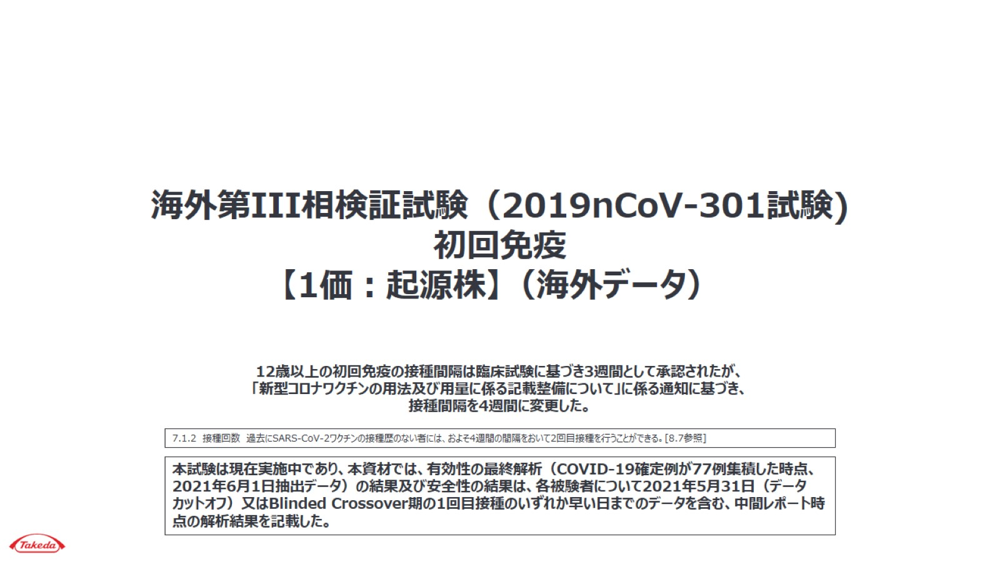 海外第III相検証試験（2019nCoV-301試験)
初回免疫
【1価：起源株】（海外データ）
12歳以上の初回免疫の接種間隔は臨床試験に基づき3週間として承認されたが、
「新型コロナワクチンの用法及び用量に係る記載整備について」に係る通知に基づき、
接種間隔を4週間に変更した。
7.1.2 接種回数 過去にSARS-CoV-2ワクチンの接種歴のない者には、およそ4週間の間隔をおいて2回目接種を行うことができる。[8.7参照]
本試験は現在実施中であり、本資材では、有効性の最終解析（COVID-19確定例が77例集積した時点、
2021年6月1日抽出データ）の結果及び安全性の結果は、各被験者について2021年5月31日（データ
カットオフ）又はBlinded Crossover期の1回目接種のいずれか早い日までのデータを含む、中間レポート時
点の解析結果を記載した。
Takeda